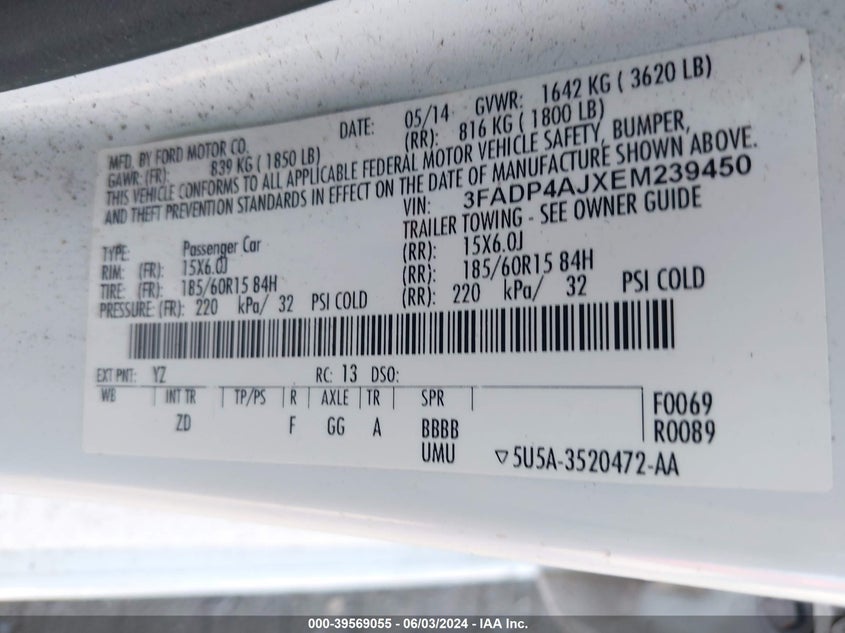 MFD. BY FORD MOTOR CO.
DATE: 05/14 GVWR: 1642 KG ( 3620 LB)
GAWR: (FR): 839 KG ( 1850 LB) (RR): 816 KG ( 1800 LB)
THIS VEHICLE CONFORMS TO ALL APPLICABLE FEDERAL MOTOR VEHICLE SAFETY, BUMPER,
AND THEFT PREVENTION STANDARDS IN EFFECT ON THE DATE OF MANUFACTURE SHOWN ABOVE.
VIN: 3FADP4AJXEM239450
TYPE: Passenger Car TRAILER TOWING - SEE OWNER GUIDE
RIM: (FR): 15X6.0J (RR): 15X6.0J
TIRE: (FR): 185/60R15 84H (RR): 185/60R15 84H
PRESSURE: (FR): 220 kPa/ 32 PSI COLD (RR): 220 kPa/ 32 PSI COLD
EXT PNT: YZ RC: 13 DSO:
WB INT TR TP/PS R AXLE TR SPR F0069
ZD F GG A BBBB R0089
UMU ▽5U5A-3520472-AA
000-39569055 - 06/03/2024 - IAA Inc.